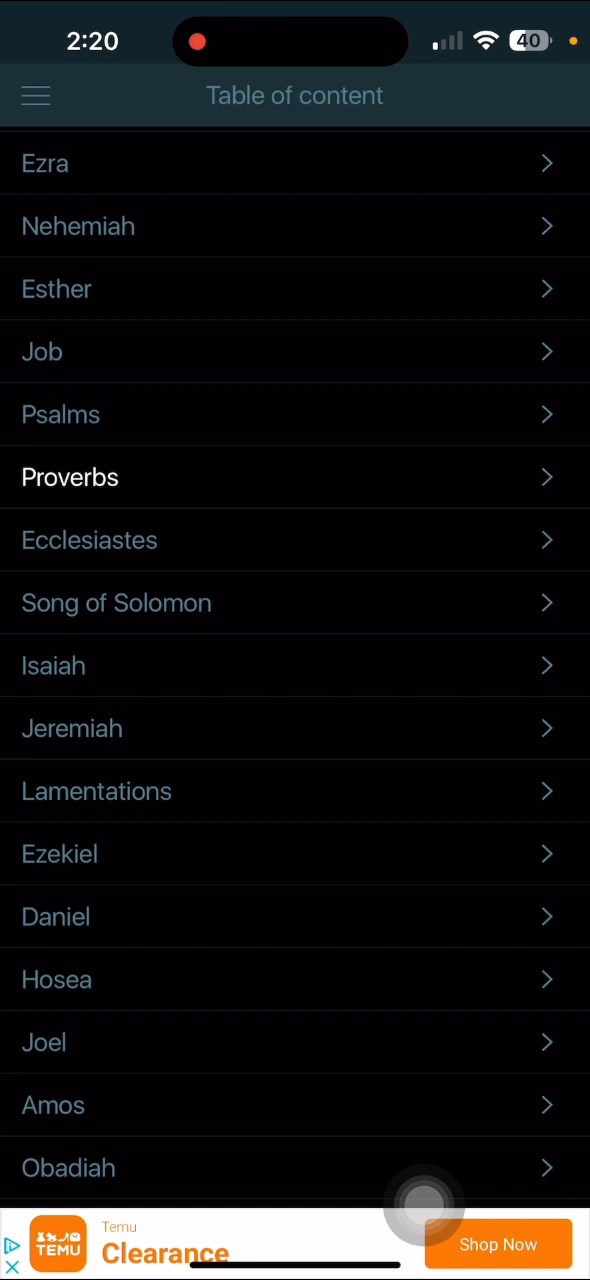 2:20
40
Table of content
Ezra
Nehemiah
Esther
Job
Psalms
Proverbs
Ecclesiastes
Song of Solomon
Isaiah
Jeremiah
Lamentations
Ezekiel
Daniel
Hosea
Joel
Amos
Obadiah
TEMU
Temu
Clearance
Shop Now